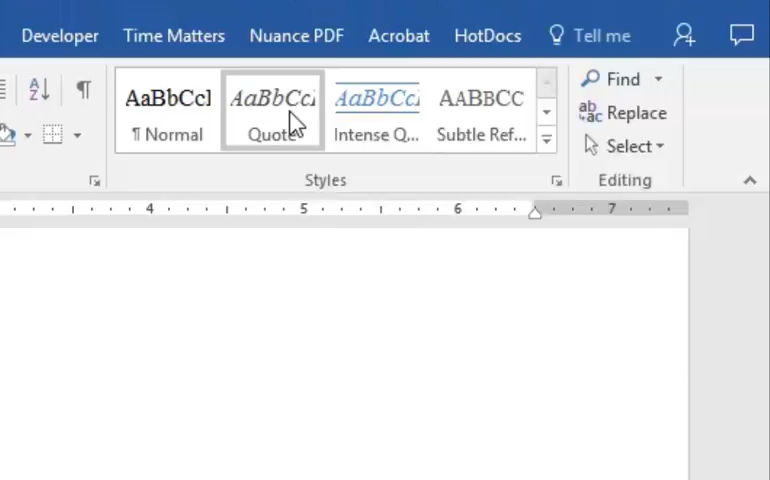 Developer Time Matters Nuance PDF Acrobat HotDocs Tell me
AaBbCcI AaBbCcI AaBbCcI AABBCC
¶ Normal Quote Intense Q... Subtle Ref...
Find
Replace
Select
Styles Editing
4 5 6 7